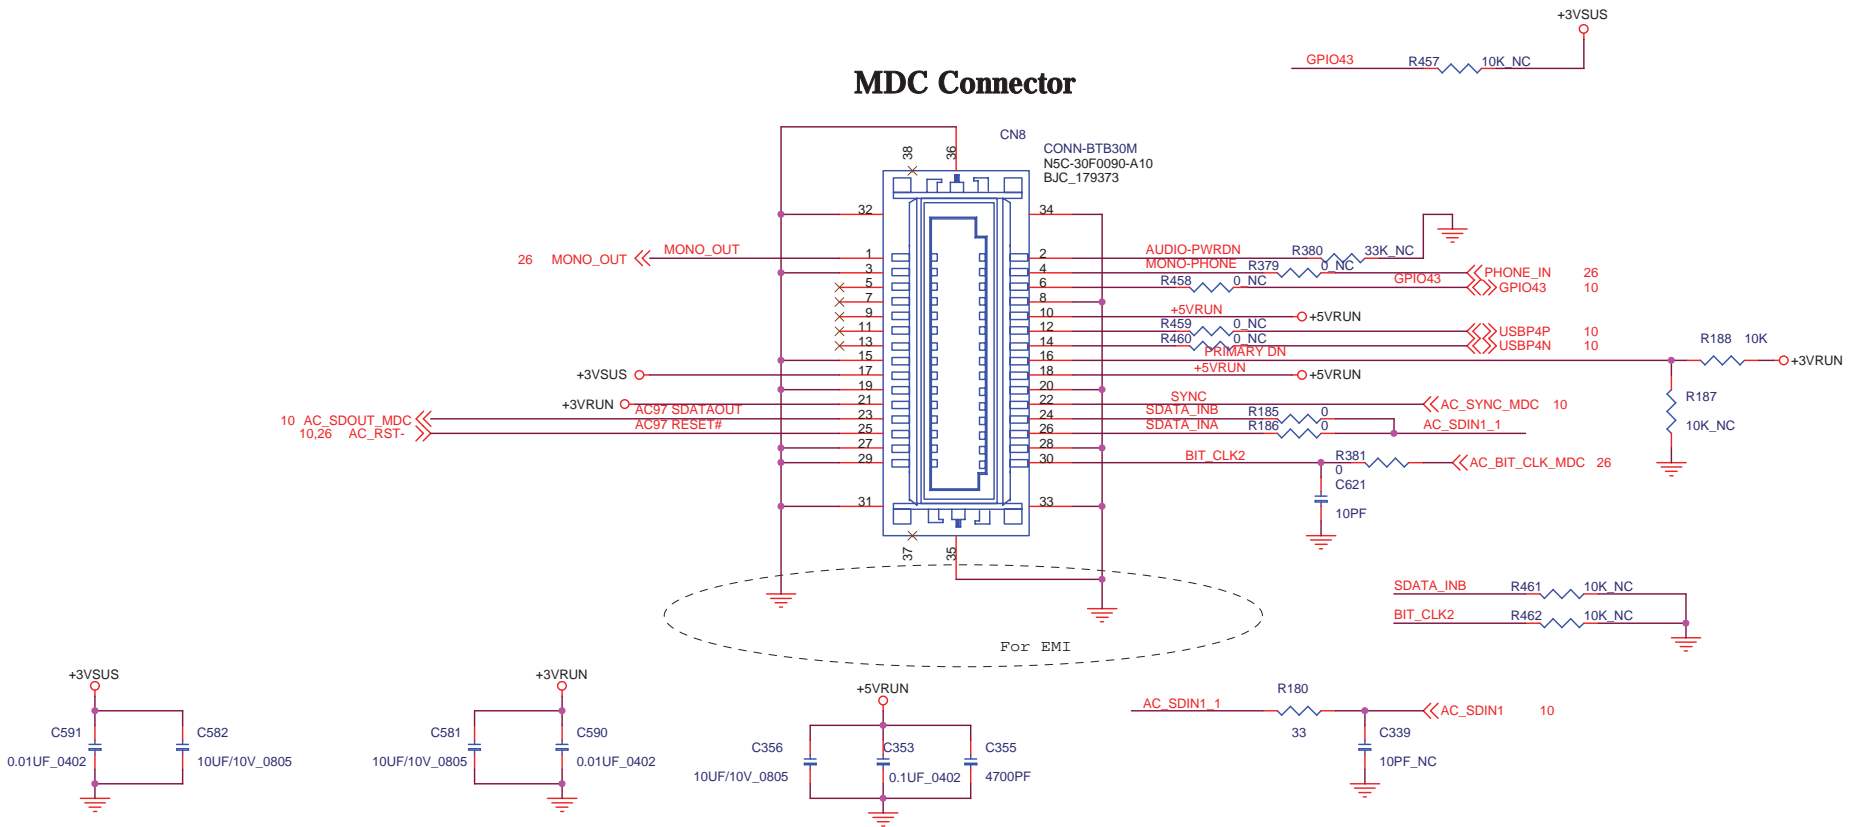 +3VSUS
GPIO43 R457 10K_NC
MDC Connector
CN8
CONN-BTB30M
N5C-30F0090-A10
BJC_179373
38 36
32 34
26 MONO_OUT MONO_OUT 1 2 AUDIO-PWRDN R380 33K_NC
3 4 MONO-PHONE R379 0_NC PHONE_IN 26
5 6 R458 0_NC GPIO43 GPIO43 10
7 8
9 10 +5VRUN +5VRUN
11 12 R459 0_NC USBP4P 10
13 14 R460 0_NC USBP4N 10
15 16 PRIMARY DN R188 10K +3VRUN
+3VSUS 17 18 +5VRUN +5VRUN
19 20
+3VRUN 21 22 SYNC AC_SYNC_MDC 10
10 AC_SDOUT_MDC AC97 SDATAOUT 23 24 SDATA_INB R185 0
10,26 AC_RST- AC97 RESET# 25 26 SDATA_INA R186 0 AC_SDIN1_1
R187
10K_NC
27 28
29 30 BIT_CLK2 R381 0 AC_BIT_CLK_MDC 26
C621
10PF
31 33
37 35
For EMI
SDATA_INB R461 10K_NC
BIT_CLK2 R462 10K_NC
+3VSUS
C591 C582
0.01UF_0402 10UF/10V_0805
+3VRUN
C581 C590
10UF/10V_0805 0.01UF_0402
+5VRUN
C356 C353 C355
10UF/10V_0805 0.1UF_0402 4700PF
AC_SDIN1_1 R180 33 AC_SDIN1 10
C339
10PF_NC